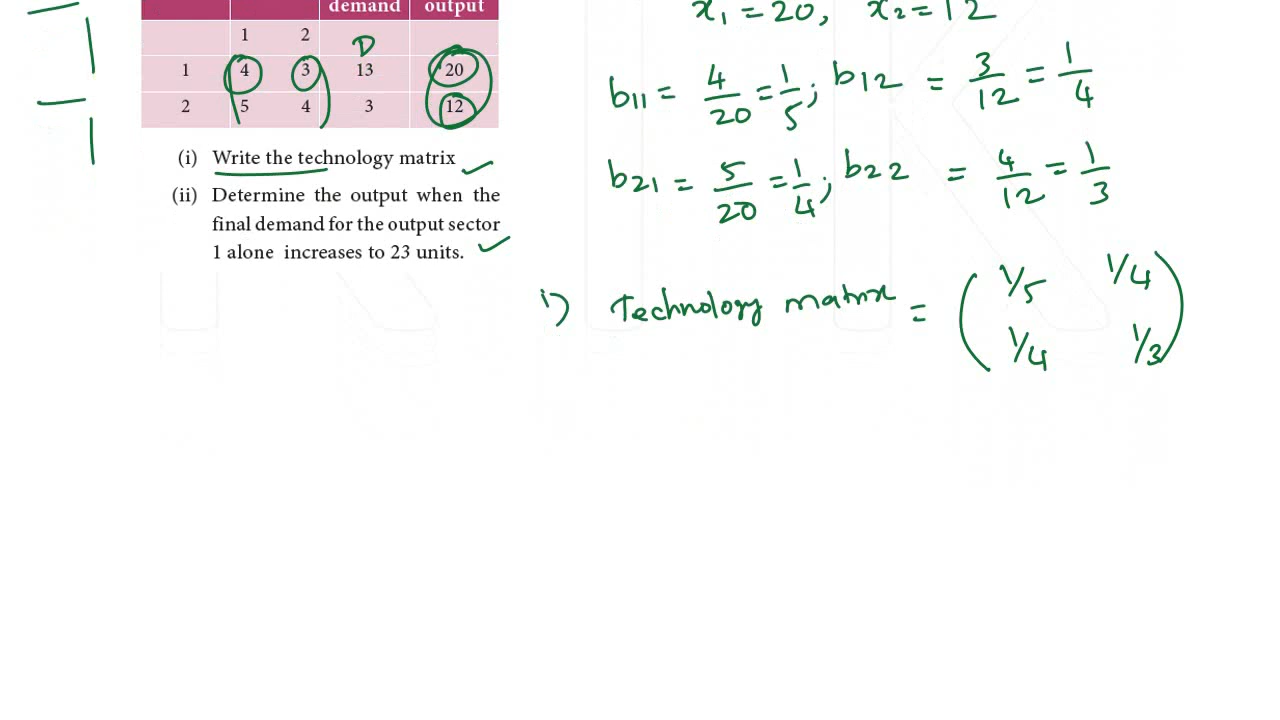 demand output
1 2 D
1 4 3 13 20
2 5 4 3 12
(i) Write the technology matrix
(ii) Determine the output when the
final demand for the output sector
1 alone increases to 23 units.
x₁ = 20, x₂ = 12
b₁₁ = 4/20 = 1/5; b₁₂ = 3/12 = 1/4
b₂₁ = 5/20 = 1/4; b₂₂ = 4/12 = 1/3
i) Technology matrix = ( 1/5 1/4
1/4 1/3 )